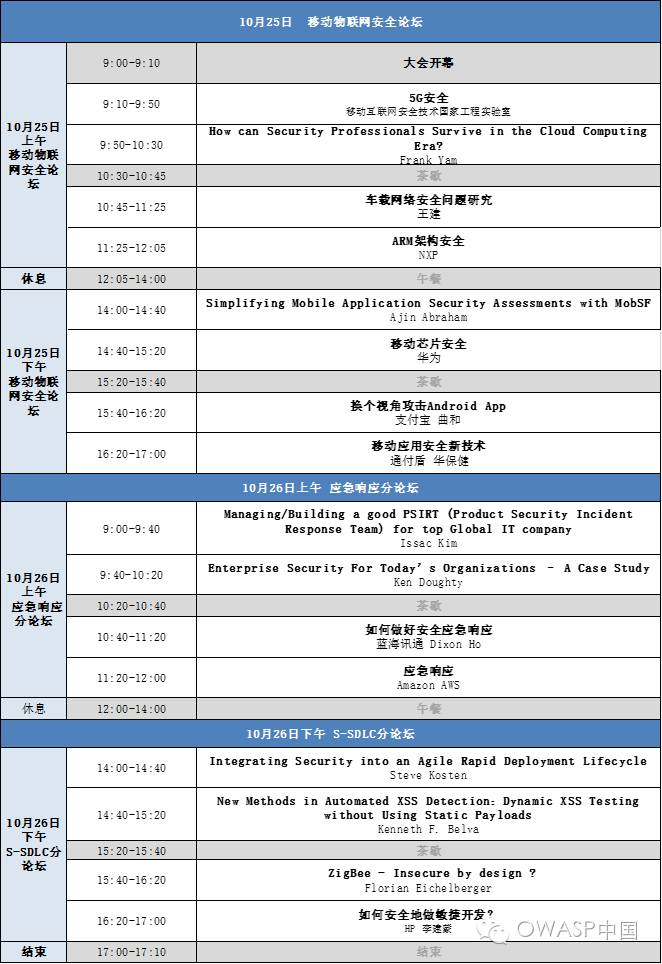 10月25日 移动物联网安全论坛
10月25日
上午
移动物联
网安全论
坛
9:00-9:10
大会开幕
9:10-9:50
5G安全
移动互联网安全技术国家工程实验室
9:50-10:30
How can Security Professionals Survive in the Cloud Computing
Era?
Frank Yam
10:30-10:45
茶歇
10:45-11:25
车载网络安全问题研究
王建
11:25-12:05
ARM架构安全
NXP
休息
12:05-14:00
午餐
10月25日
下午
移动物联
网安全论
坛
14:00-14:40
Simplifying Mobile Application Security Assessments with MobSF
Ajin Abraham
14:40-15:20
移动芯片安全
华为
15:20-15:40
茶歇
15:40-16:20
换个视角攻击Android App
支付宝 曲和
16:20-17:00
移动应用安全新技术
通付盾 华保健
10月26日上午 应急响应分论坛
10月26日
上午
应急响应
分论坛
9:00-9:40
Managing/Building a good PSIRT (Product Security Incident
Response Team) for top Global IT company
Issac Kim
9:40-10:20
Enterprise Security For Today’s Organizations – A Case Study
Ken Doughty
10:20-10:40
茶歇
10:40-11:20
如何做好安全应急响应
蓝海讯通 Dixon Ho
11:20-12:00
应急响应
Amazon AWS
休息
12:00-14:00
午餐
10月26日下午 S-SDLC分论坛
10月26日
下午
S-SDLC分
论坛
14:00-14:40
Integrating Security into an Agile Rapid Deployment Lifecycle
Steve Kosten
14:40-15:20
New Methods in Automated XSS Detection: Dynamic XSS Testing
without Using Static Payloads
Kenneth F. Belva
15:20-15:40
茶歇
15:40-16:20
ZigBee - Insecure by design ?
Florian Eichelberger
16:20-17:00
如何安全地做敏捷开发?
HP 李建蒙
结束
17:00-17:10
结束
OWASP中国